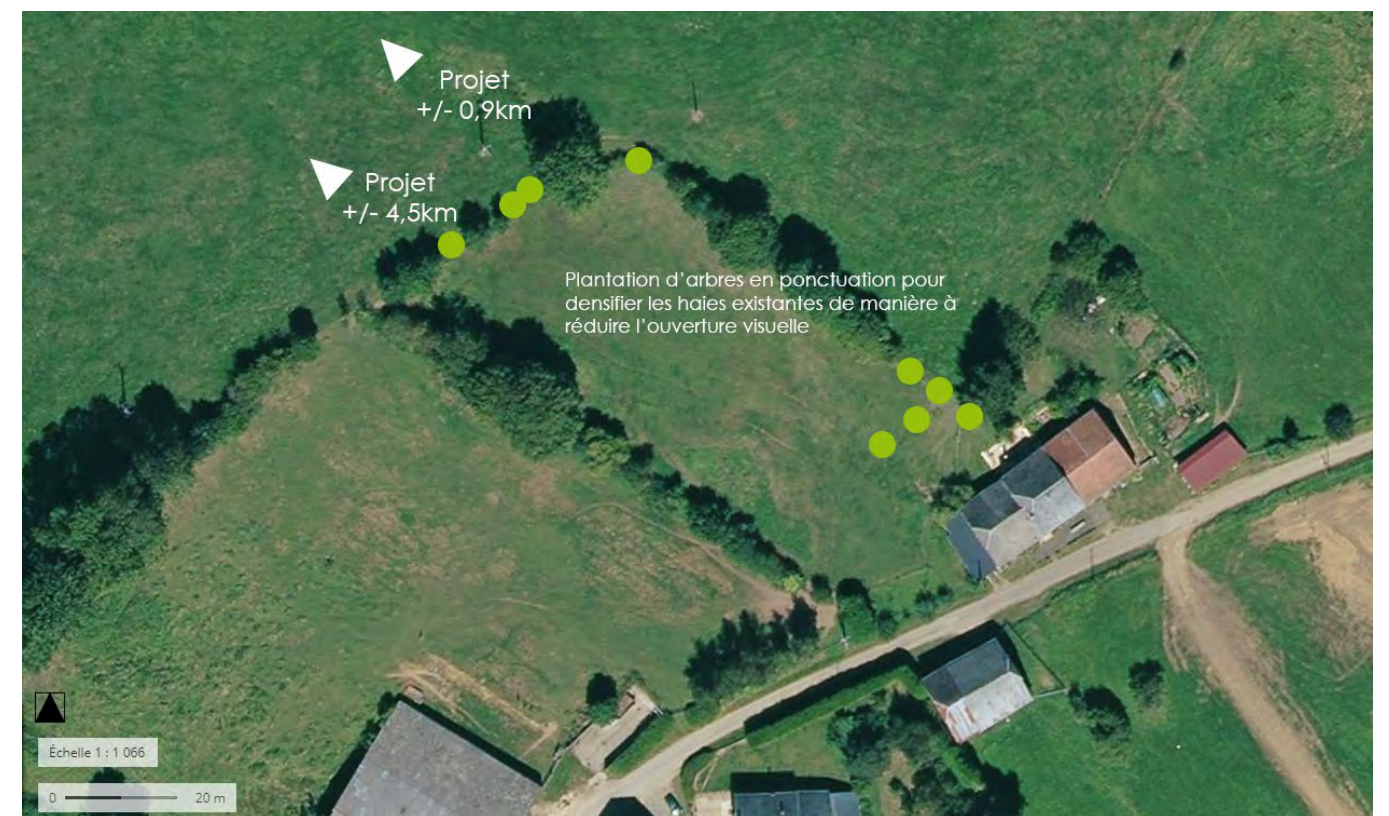 Projet
+/- 0,9km
Projet
+/- 4,5km
Plantation d'arbres en ponctuation pour
densifier les haies existantes de manière à
réduire l'ouverture visuelle
Échelle 1 : 1 066
0 20 m